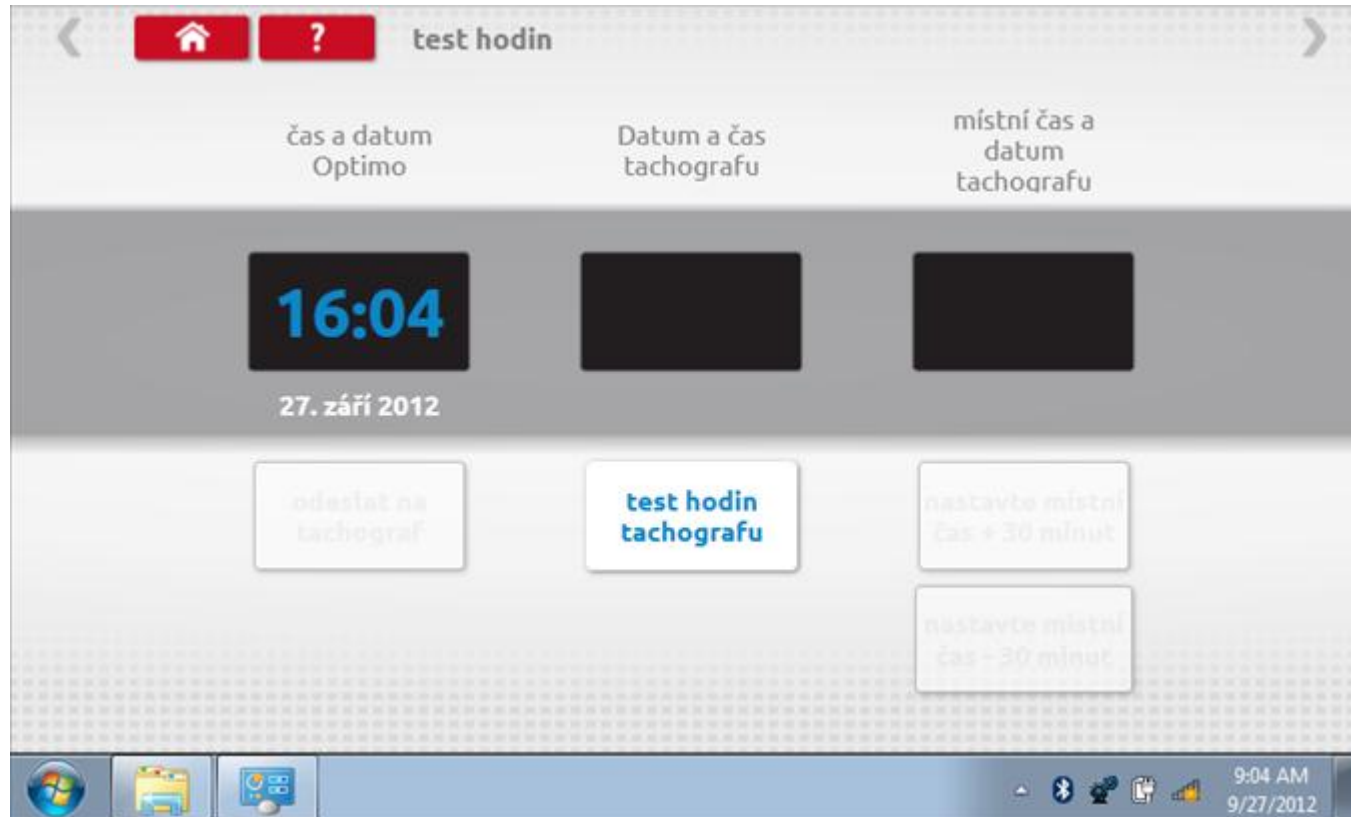 ? test hodin
čas a datum
Optimo
Datum a čas
tachografu
místní čas a
datum
tachografu
16:04
27. září 2012
odeslat na
tachograf
test hodin
tachografu
nastavte místní
čas + 30 minut
nastavte místní
čas - 30 minut
9:04 AM
9/27/2012